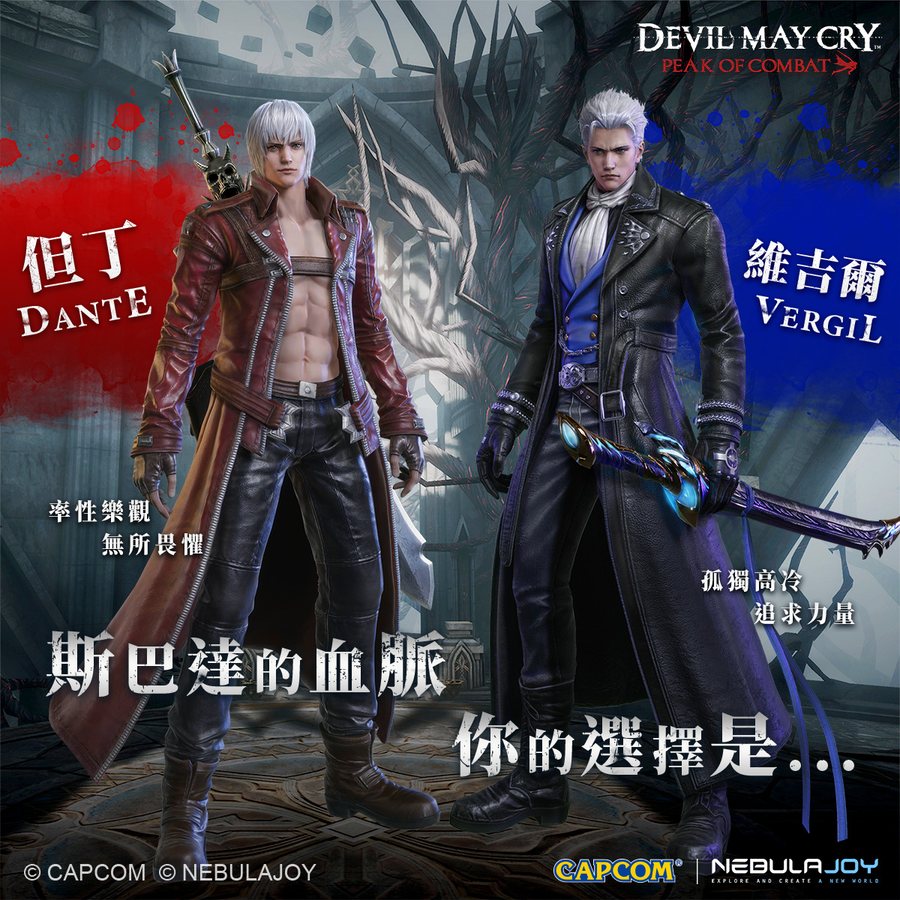 DEVIL MAY CRY™
PEAK OF COMBAT
但丁
DANTE
維吉爾
VERGIL
率性樂觀
無所畏懼
孤獨高冷
追求力量
斯巴達的血脈
你的選擇是...
© CAPCOM © NEBULAJOY
CAPCOM®
NEBULAJOY
EXPLORE AND CREATE A NEW WORLD